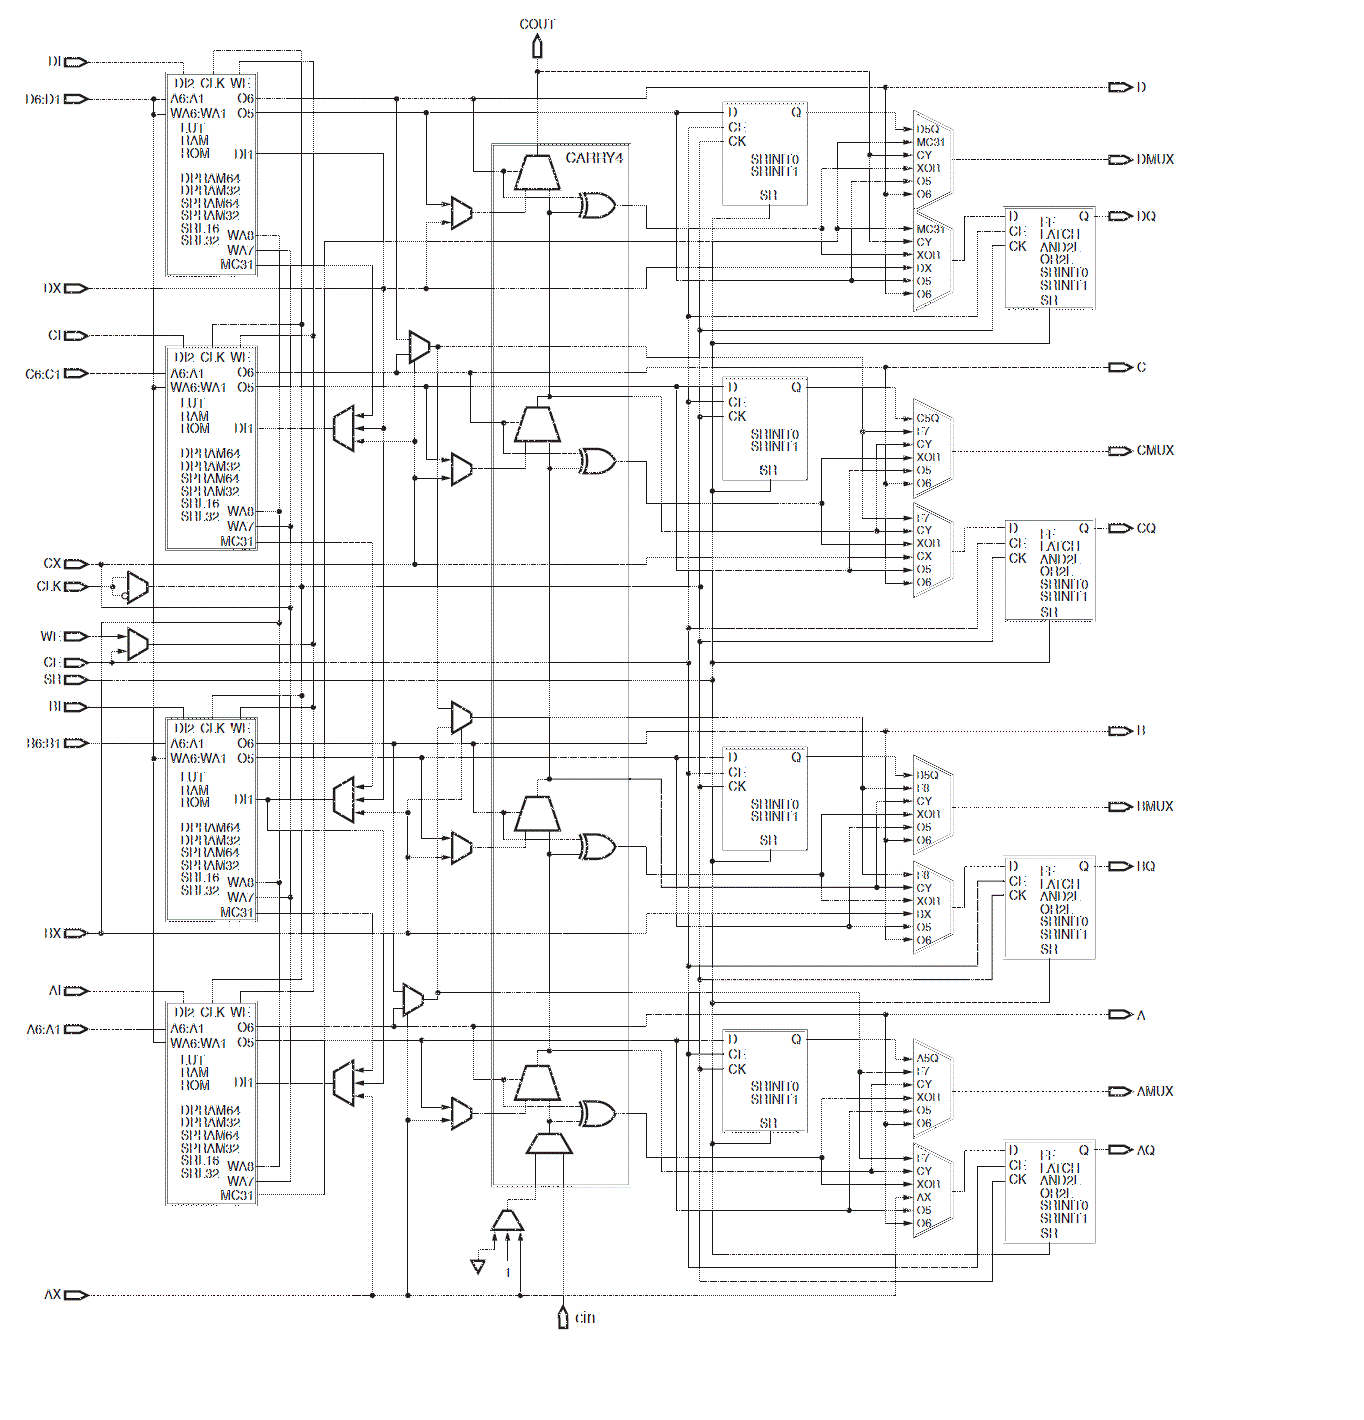 COUT
DI
DI2 CLK WE
D6:D1
A6:A1
O6
D
WA6:WA1
O5
D
Q
CE
CK
LUT
RAM
ROM
DI1
CARRY4
SRINIT0
SRINIT1
SR
D5Q
MC31
CY
XOR
O5
O6
DMUX
DPRAM64
DPRAM32
SPRAM64
SPRAM32
SRL16
SRL32
WA8
WA7
MC31
MC31
CY
XOR
DX
O5
O6
D
Q
DQ
CE
CK
FF
LATCH
AND2L
OR2L
SRINIT0
SRINIT1
SR
DX
CI
DI2 CLK WE
C6:C1
A6:A1
O6
C
WA6:WA1
O5
D
Q
CE
CK
LUT
RAM
ROM
DI1
SRINIT0
SRINIT1
SR
C5Q
F7
CY
XOR
O5
O6
CMUX
DPRAM64
DPRAM32
SPRAM64
SPRAM32
SRL16
SRL32
WA8
WA7
MC31
F7
CY
XOR
CX
O5
O6
D
Q
CQ
CE
CK
FF
LATCH
AND2L
OR2L
SRINIT0
SRINIT1
SR
CX
CLK
WE
CE
SR
BI
DI2 CLK WE
B6:B1
A6:A1
O6
B
WA6:WA1
O5
D
Q
CE
CK
LUT
RAM
ROM
DI1
SRINIT0
SRINIT1
SR
B5Q
F8
CY
XOR
O5
O6
BMUX
DPRAM64
DPRAM32
SPRAM64
SPRAM32
SRL16
SRL32
WA8
WA7
MC31
F8
CY
XOR
BX
O5
O6
D
Q
BQ
CE
CK
FF
LATCH
AND2L
OR2L
SRINIT0
SRINIT1
SR
BX
AI
DI2 CLK WE
A6:A1
A6:A1
O6
A
WA6:WA1
O5
D
Q
CE
CK
LUT
RAM
ROM
DI1
SRINIT0
SRINIT1
SR
A5Q
F7
CY
XOR
O5
O6
AMUX
DPRAM64
DPRAM32
SPRAM64
SPRAM32
SRL16
SRL32
WA8
WA7
MC31
F7
CY
XOR
AX
O5
O6
D
Q
AQ
CE
CK
FF
LATCH
AND2L
OR2L
SRINIT0
SRINIT1
SR
1
AX
cin